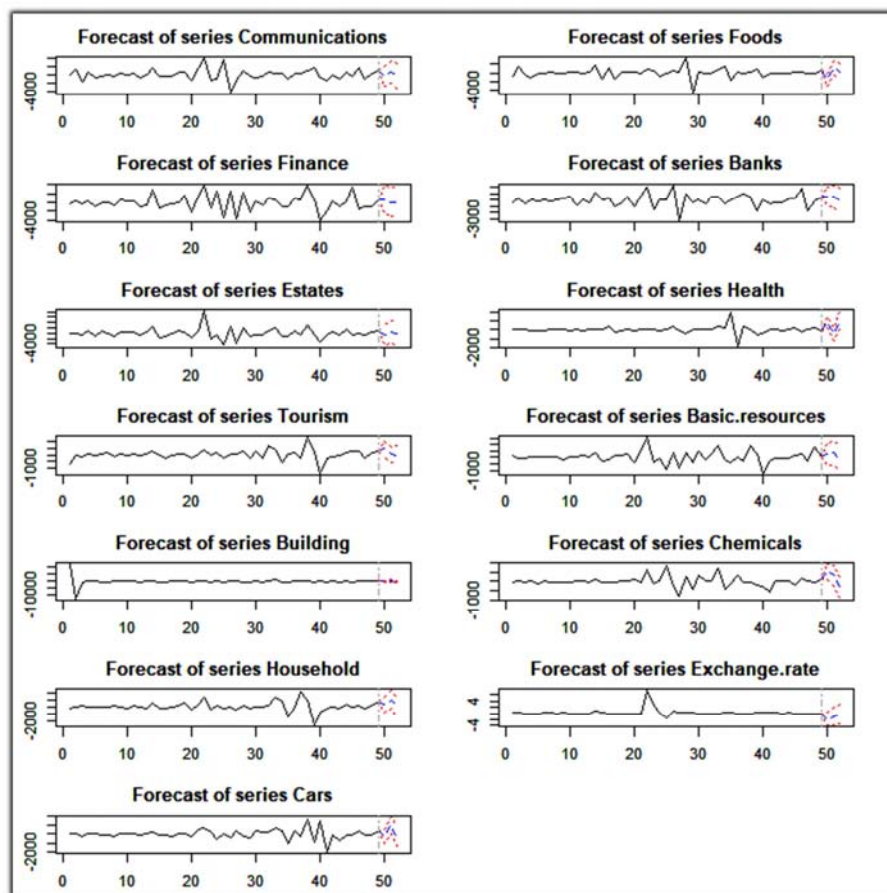 Forecast of series Communications
-4000
0 10 20 30 40 50
Forecast of series Foods
-4000
0 10 20 30 40 50
Forecast of series Finance
-4000
0 10 20 30 40 50
Forecast of series Banks
-3000
0 10 20 30 40 50
Forecast of series Estates
-4000
0 10 20 30 40 50
Forecast of series Health
-2000
0 10 20 30 40 50
Forecast of series Tourism
-1000
0 10 20 30 40 50
Forecast of series Basic.resources
-1000
0 10 20 30 40 50
Forecast of series Building
-10000
0 10 20 30 40 50
Forecast of series Chemicals
-1000
0 10 20 30 40 50
Forecast of series Household
-2000
0 10 20 30 40 50
Forecast of series Exchange.rate
-4 4
0 10 20 30 40 50
Forecast of series Cars
-2000
0 10 20 30 40 50